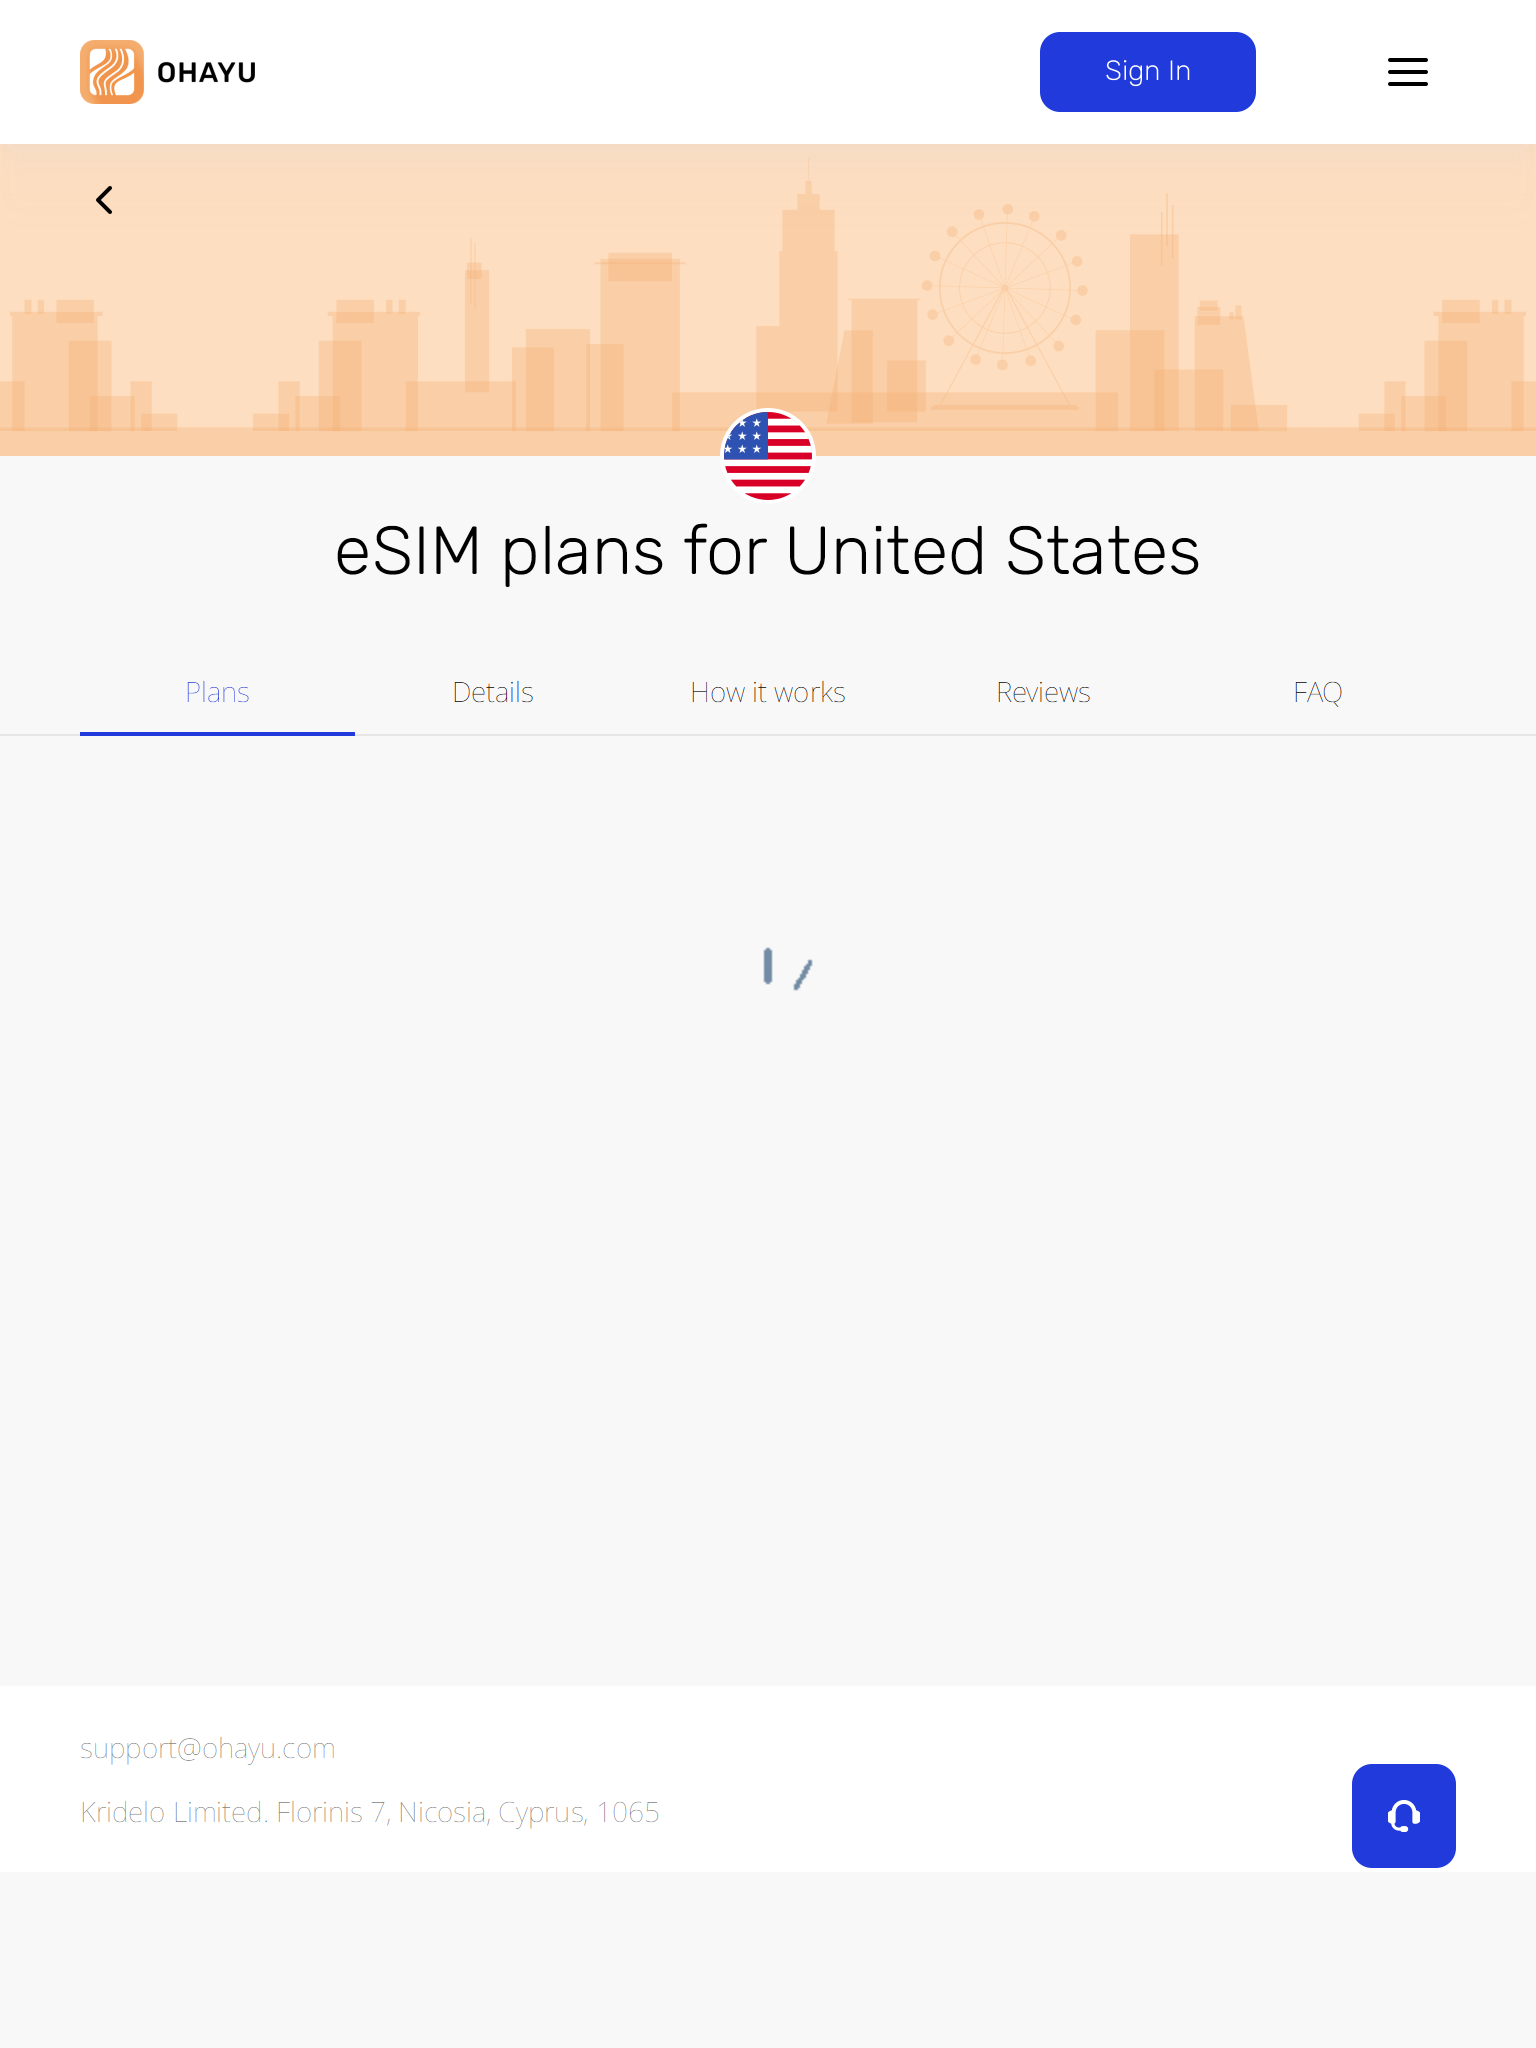 OHAYU
Sign In
eSIM plans for United States
Plans
Details
How it works
Reviews
FAQ
support@ohayu.com
Kridelo Limited. Florinis 7, Nicosia, Cyprus, 1065